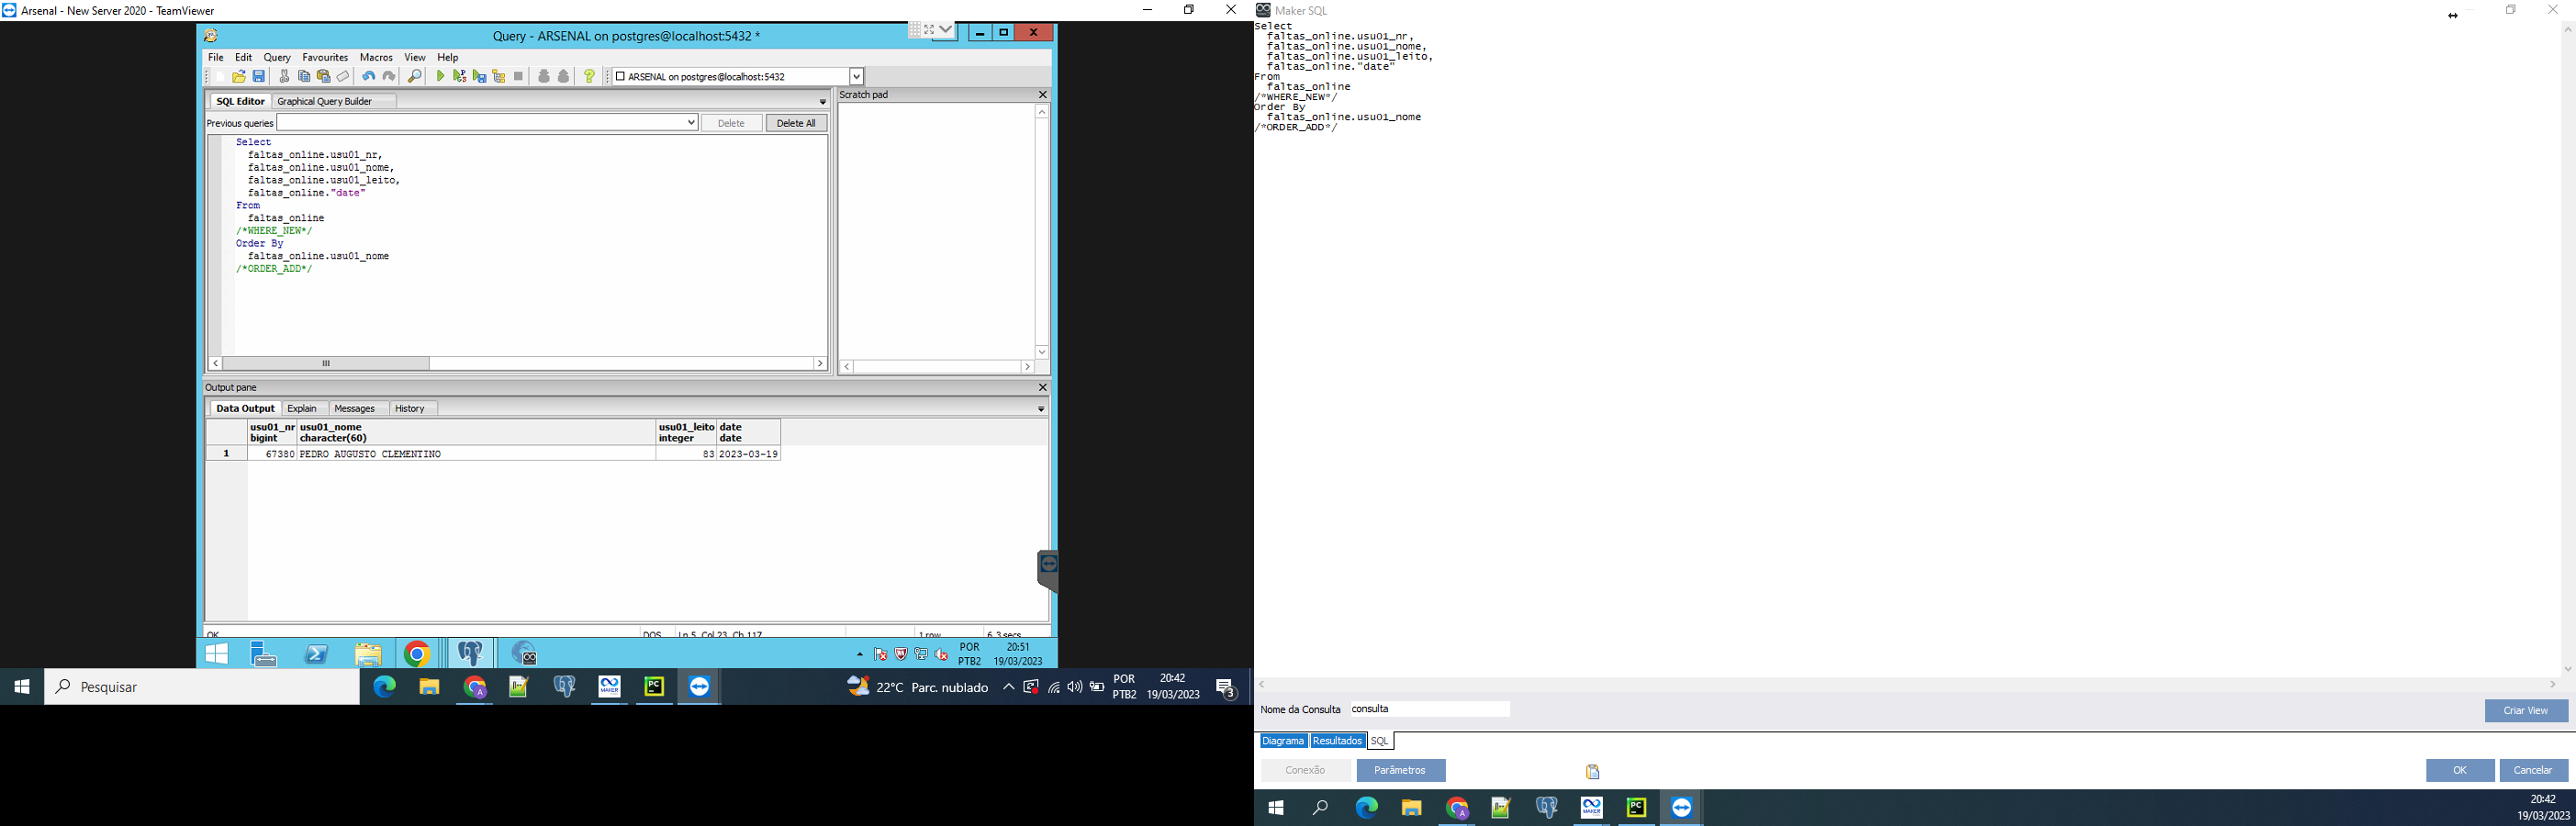 Arsenal - New Server 2020 - TeamViewer
Query - ARSENAL on postgres@localhost:5432 *
File Edit Query Favourites Macros View Help
ARSENAL on postgres@localhost:5432
SQL Editor Graphical Query Builder
Previous queries Delete Delete All
Select
faltas_online.usu01_nr,
faltas_online.usu01_nome,
faltas_online.usu01_leito,
faltas_online."date"
From
faltas_online
/*WHERE_NEW*/
Order By
faltas_online.usu01_nome
/*ORDER_ADD*/
Scratch pad
Output pane
Data Output Explain Messages History
usu01_nr usu01_nome usu01_leito date
bigint character(60) integer date
1 67380 PEDRO AUGUSTO CLEMENTINO 83 2023-03-19
OK DOS Ln 5, Col 23, Ch 117 1 row 6.3 secs
POR 20:51
PTB2 19/03/2023
Pesquisar 22°C Parc. nublado POR 20:42
PTB2 19/03/2023 3
Maker SQL
Select
faltas_online.usu01_nr,
faltas_online.usu01_nome,
faltas_online.usu01_leito,
faltas_online."date"
From
faltas_online
/*WHERE_NEW*/
Order By
faltas_online.usu01_nome
/*ORDER_ADD*/
Nome da Consulta consulta Criar View
Diagrama Resultados SQL
Conexão Parâmetros OK Cancelar
20:42
19/03/2023